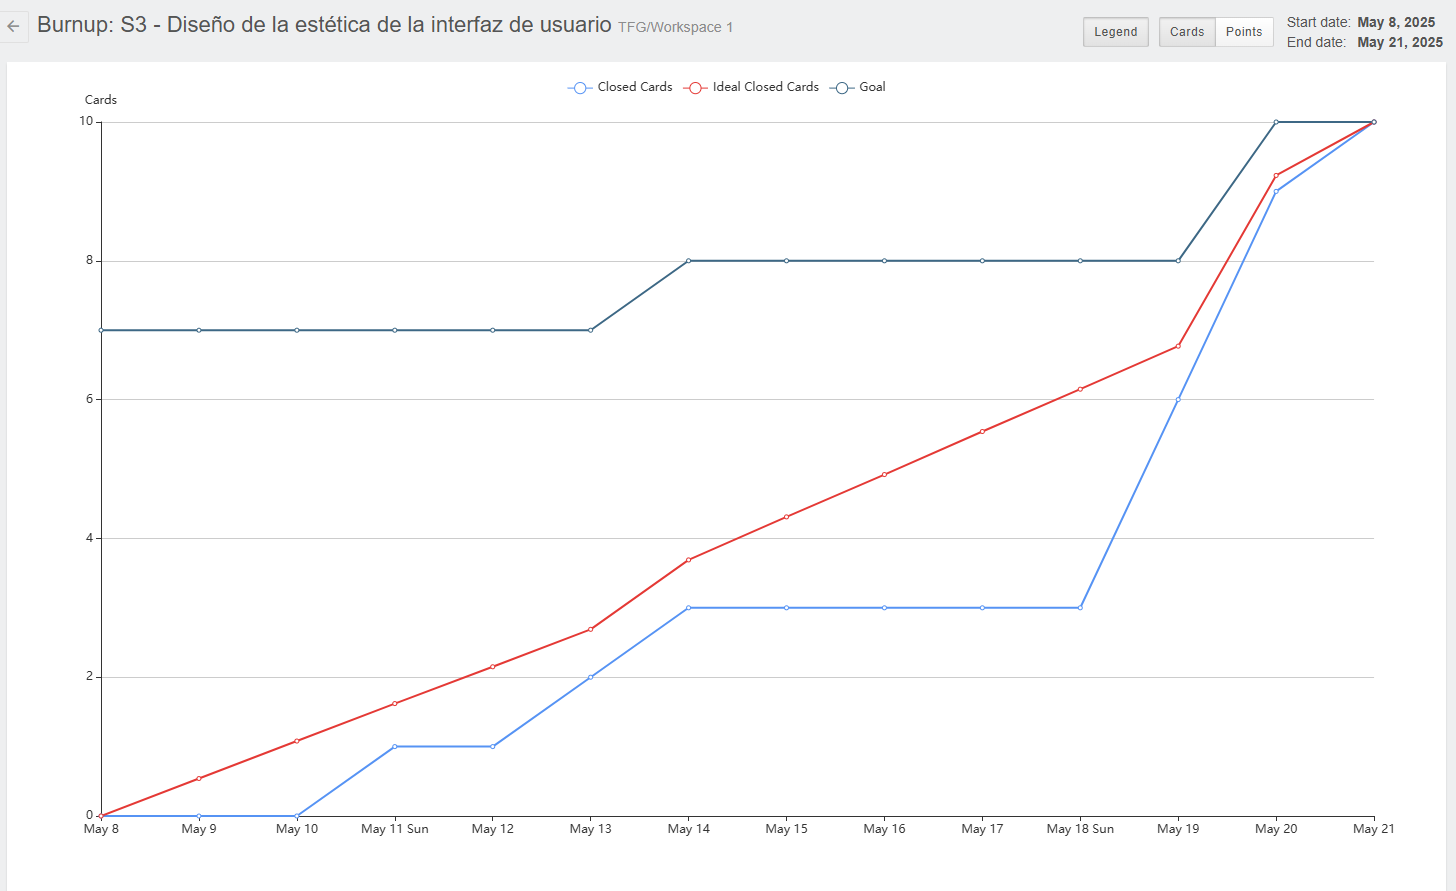 Burnup: S3 - Diseño de la estética de la interfaz de usuario TFG/Workspace 1
Legend Cards Points
Start date: May 8, 2025
End date: May 21, 2025
Closed Cards Ideal Closed Cards Goal
Cards
10
8
6
4
2
0
May 8 May 9 May 10 May 11 Sun May 12 May 13 May 14 May 15 May 16 May 17 May 18 Sun May 19 May 20 May 21